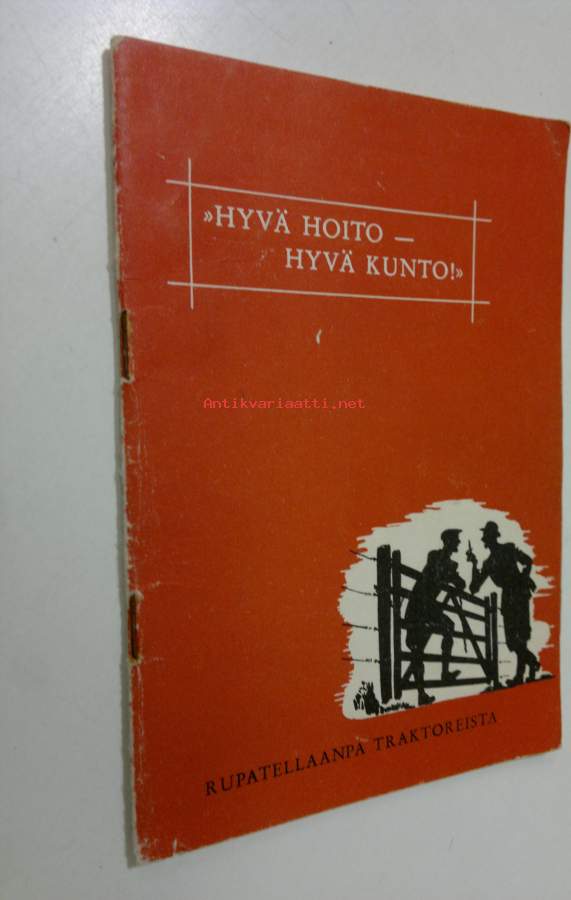 »HYVÄ HOITO —
HYVÄ KUNTO!»
Antikvariaatti.net
RUPATELLAANPA TRAKTOREISTA